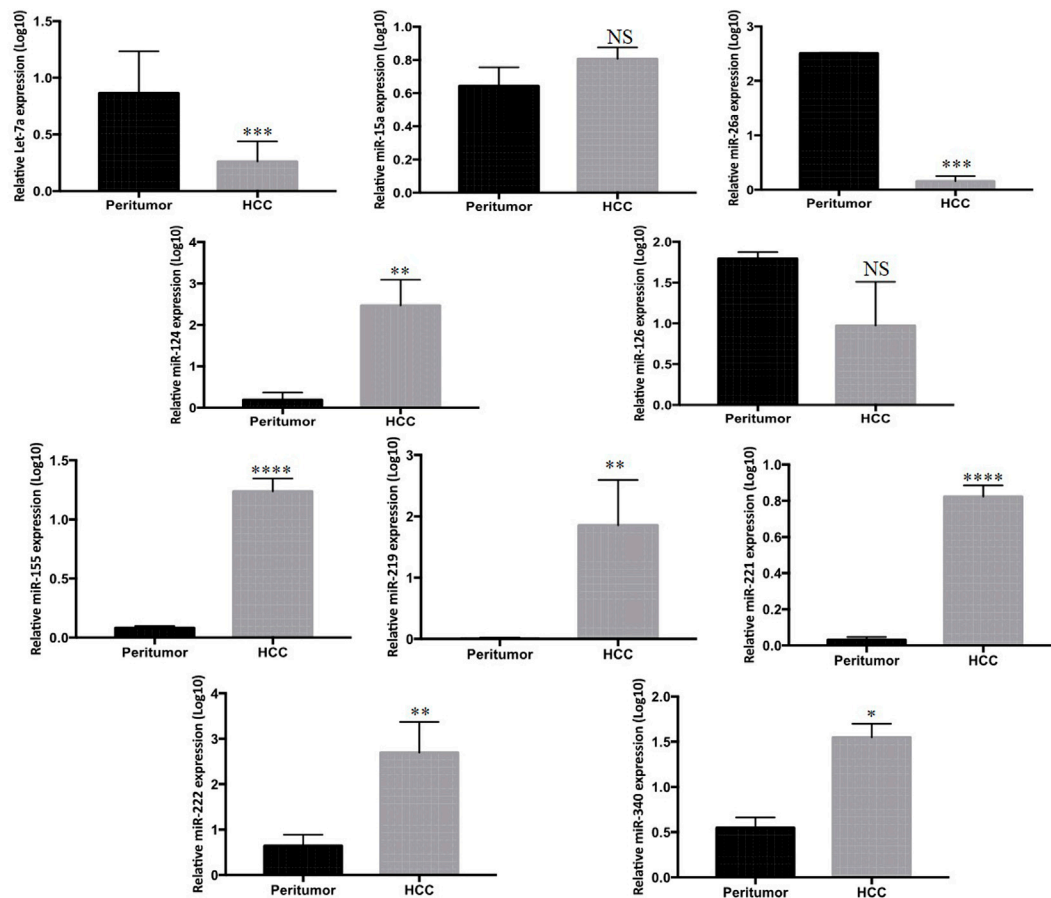 Relative Let-7a expression (Log10)
1.5
1.0
0.5
0.0
***
Peritumor
HCC
Relative miR-15a expression (Log10)
1.0
0.8
0.6
0.4
0.2
0.0
NS
Peritumor
HCC
Relative miR-26a expression (Log10)
3
2
1
0
***
Peritumor
HCC
Relative miR-124 expression (Log10)
4
3
2
1
0
**
Peritumor
HCC
Relative miR-126 expression (Log10)
2.0
1.5
1.0
0.5
0.0
NS
Peritumor
HCC
Relative miR-155 expression (Log10)
1.5
1.0
0.5
0.0
****
Peritumor
HCC
Relative miR-219 expression (Log10)
3
2
1
0
**
Peritumor
HCC
Relative miR-221 expression (Log10)
1.0
0.8
0.6
0.4
0.2
0.0
****
Peritumor
HCC
Relative miR-222 expression (Log10)
4
3
2
1
0
**
Peritumor
HCC
Relative miR-340 expression (Log10)
2.0
1.5
1.0
0.5
0.0
*
Peritumor
HCC